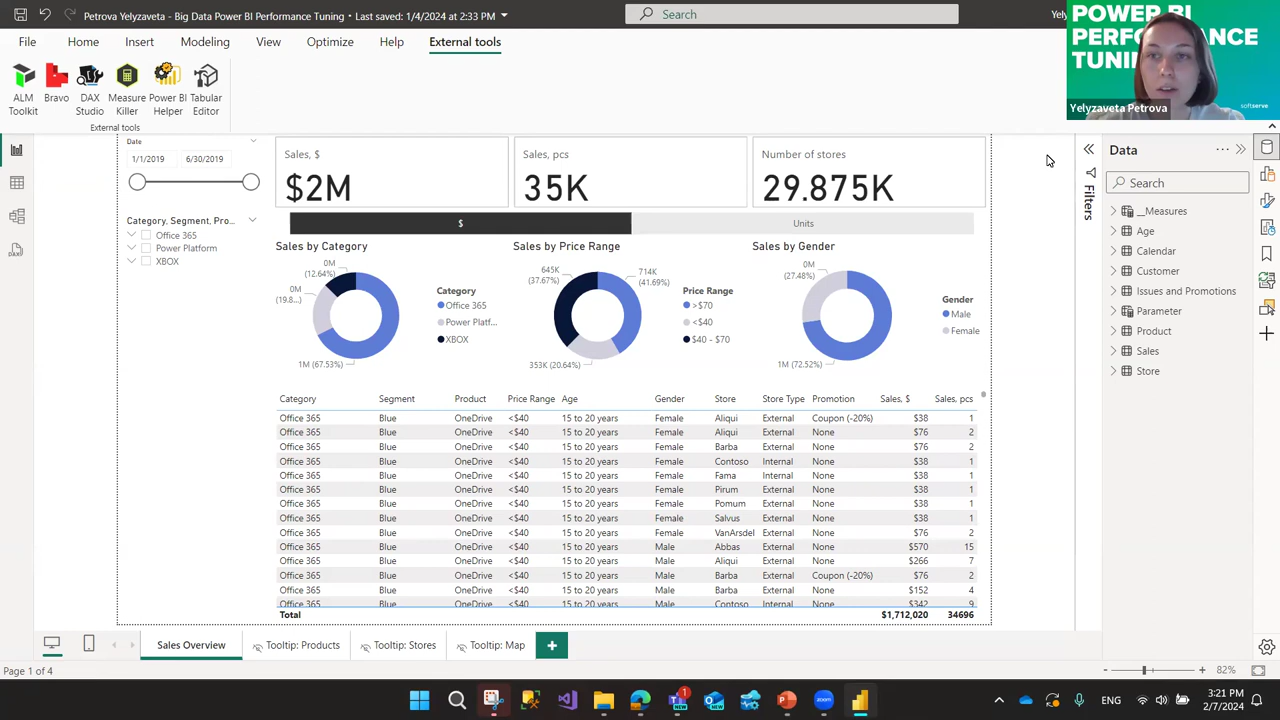 Petrova Yelyzaveta - Big Data Power BI Performance Tuning • Last saved: 1/4/2024 at 2:33 PM
Search
File
Home
Insert
Modeling
View
Optimize
Help
External tools
ALM Toolkit
Bravo
DAX Studio
Measure Killer
Power BI Helper
Tabular Editor
External tools
POWER BI
Yelyzaveta Petrova
softserve
Date
1/1/2019
6/30/2019
Category, Segment, Pro...
Office 365
Power Platform
XBOX
Sales, $
$2M
Sales, pcs
35K
Number of stores
29.875K
$
Units
Sales by Category
0M
(12.64%)
0M
(19.8...)
1M (67.53%)
Category
Office 365
Power Platf...
XBOX
Sales by Price Range
645K
(37.67%)
714K
(41.69%)
353K (20.64%)
Price Range
>$70
<$40
$40 - $70
Sales by Gender
0M
(27.48%)
1M (72.52%)
Gender
Male
Female
Category Segment Product Price Range Age Gender Store Store Type Promotion Sales, $ Sales, pcs
Office 365 Blue OneDrive <$40 15 to 20 years Female Aliqui External Coupon (-20%) $38 1
Office 365 Blue OneDrive <$40 15 to 20 years Female Aliqui External None $76 2
Office 365 Blue OneDrive <$40 15 to 20 years Female Barba External None $76 2
Office 365 Blue OneDrive <$40 15 to 20 years Female Contoso Internal None $38 1
Office 365 Blue OneDrive <$40 15 to 20 years Female Fama Internal None $38 1
Office 365 Blue OneDrive <$40 15 to 20 years Female Pirum External None $38 1
Office 365 Blue OneDrive <$40 15 to 20 years Female Pomum External None $38 1
Office 365 Blue OneDrive <$40 15 to 20 years Female Salvus External None $38 1
Office 365 Blue OneDrive <$40 15 to 20 years Female VanArsdel External None $76 2
Office 365 Blue OneDrive <$40 15 to 20 years Male Abbas External None $570 15
Office 365 Blue OneDrive <$40 15 to 20 years Male Aliqui External None $266 7
Office 365 Blue OneDrive <$40 15 to 20 years Male Barba External Coupon (-20%) $76 2
Office 365 Blue OneDrive <$40 15 to 20 years Male Barba External None $152 4
Office 365 Blue OneDrive <$40 15 to 20 years Male Contoso Internal None $342 9
Total $1,712,020 34696
Filters
Data
Search
__Measures
Age
Calendar
Customer
Issues and Promotions
Parameter
Product
Sales
Store
Sales Overview
Tooltip: Products
Tooltip: Stores
Tooltip: Map
Page 1 of 4
82%
ENG
3:21 PM
2/7/2024